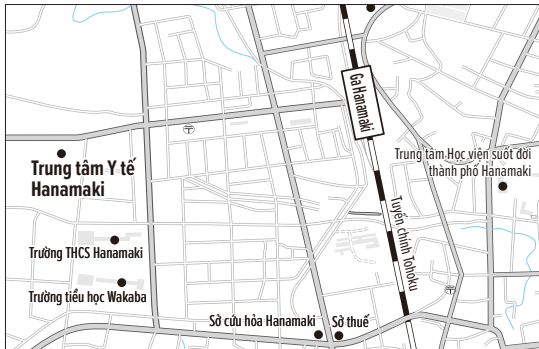 Ga Hanamaki
Trung tâm Y tế
Hanamaki
Trung tâm Học viện suốt đời
thành phố Hanamaki
Tuyến chính Tohoku
Trường THCS Hanamaki
Trường tiểu học Wakaba
Sở cứu hỏa Hanamaki
Sở thuế